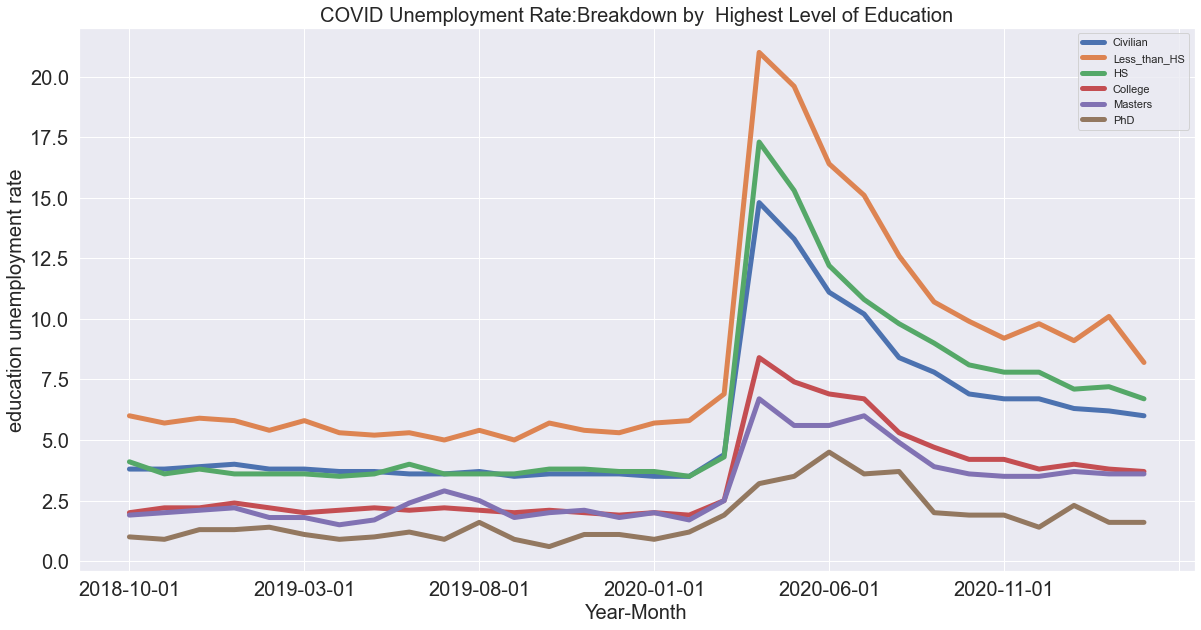 COVID Unemployment Rate:Breakdown by  Highest Level of Education
Civilian
Less_than_HS
HS
College
Masters
PhD
education unemployment rate
20.0
17.5
15.0
12.5
10.0
7.5
5.0
2.5
0.0
2018-10-01 2019-03-01 2019-08-01 2020-01-01 2020-06-01 2020-11-01
Year-Month